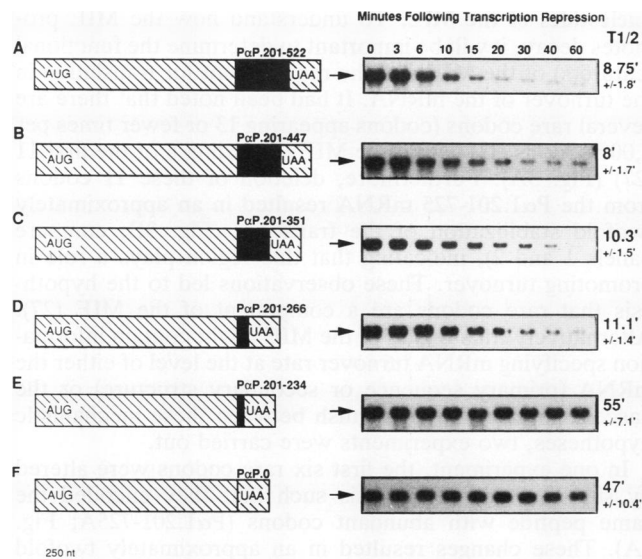 Minutes Following Transcription Repression
T1/2
0 3 6 10 15 20 30 40 60
A
PαP.201-522
AUG
UAA
8.75'
+/-1.8'
B
PαP.201-447
AUG
UAA
8'
+/-1.7'
C
PαP.201-351
AUG
UAA
10.3'
+/-1.5'
D
PαP.201-266
AUG
UAA
11.1'
+/-1.4'
E
PαP.201-234
AUG
UAA
55'
+/-7.1'
F
PαP.0
AUG
UAA
47'
+/-10.4'
250 nt